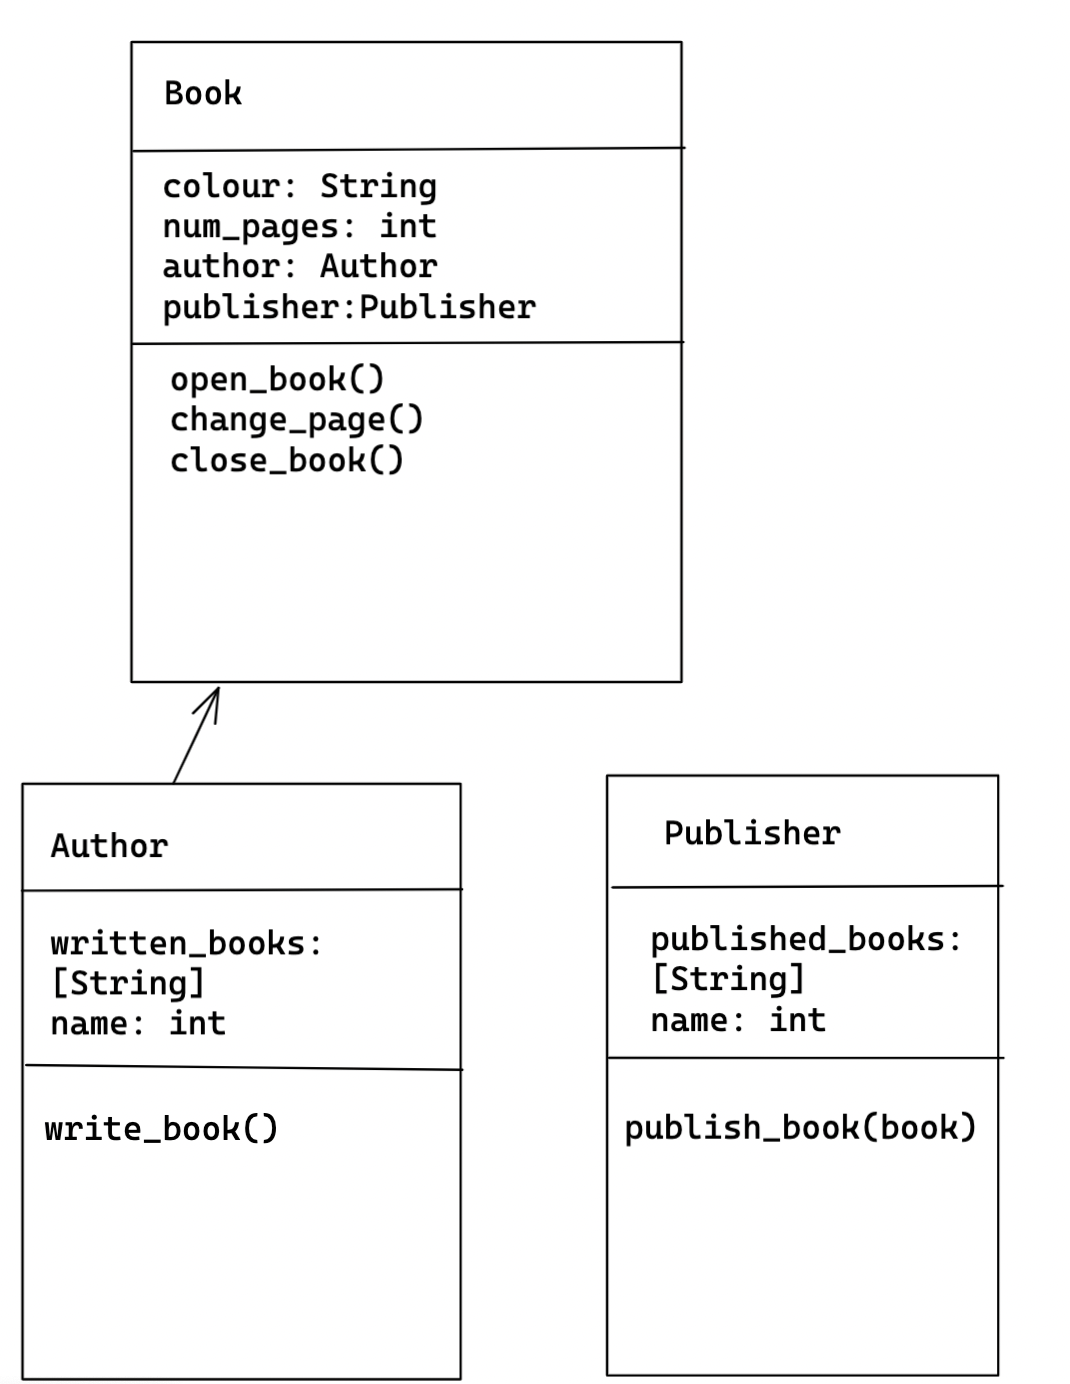 Book
colour: String
num_pages: int
author: Author
publisher:Publisher
open_book()
change_page()
close_book()
Author
written_books:
[String]
name: int
write_book()
Publisher
published_books:
[String]
name: int
publish_book(book)